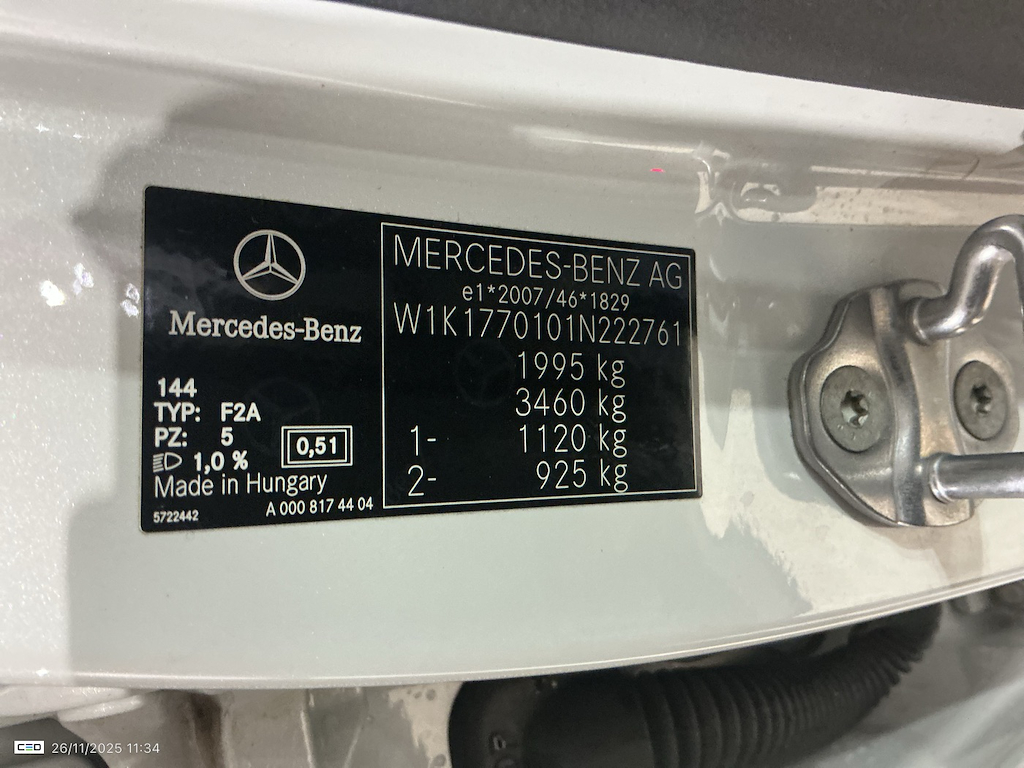 Mercedes-Benz
144
TYP: F2A
PZ: 5
1,0 %
0,51
Made in Hungary
5722442
A 000 817 44 04
MERCEDES-BENZ AG
e1*2007/46*1829
W1K1770101N222761
1995 kg
3460 kg
1- 1120 kg
2- 925 kg
26/11/2025 11:34